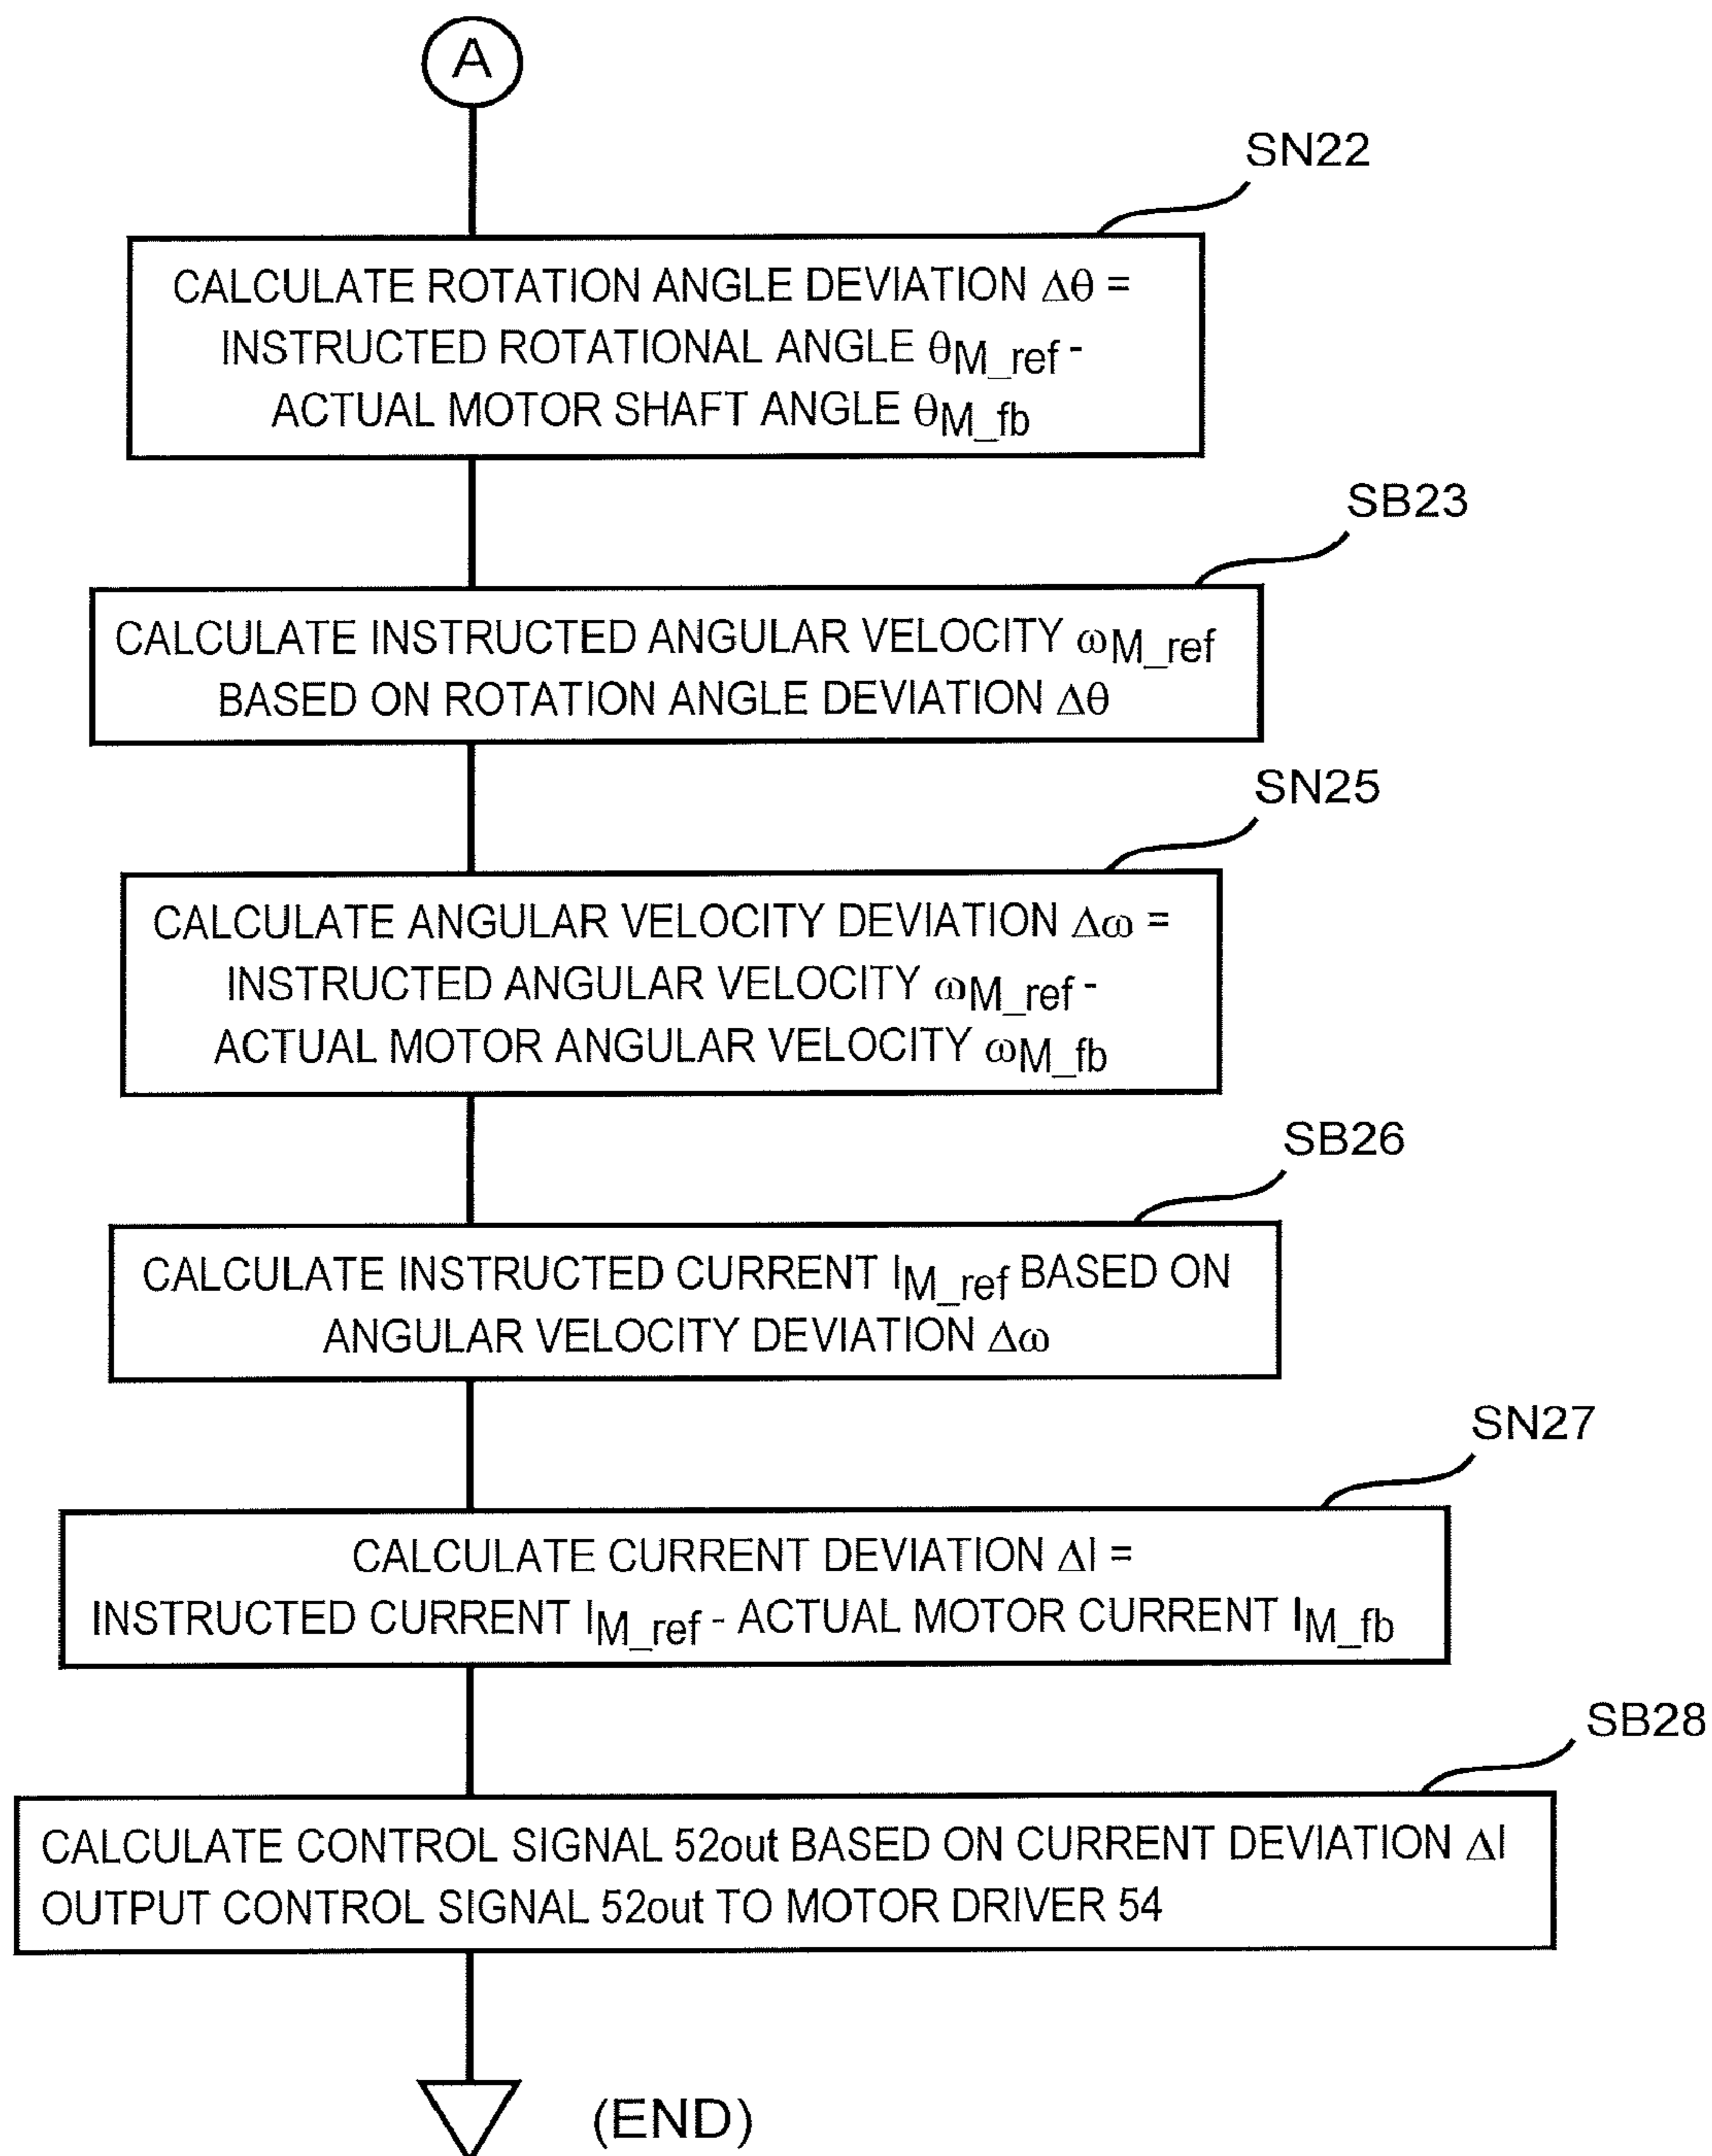 A
SN22
CALCULATE ROTATION ANGLE DEVIATION Δθ =
INSTRUCTED ROTATIONAL ANGLE θM_ref -
ACTUAL MOTOR SHAFT ANGLE θM_fb
SB23
CALCULATE INSTRUCTED ANGULAR VELOCITY ωM_ref
BASED ON ROTATION ANGLE DEVIATION Δθ
SN25
CALCULATE ANGULAR VELOCITY DEVIATION Δω =
INSTRUCTED ANGULAR VELOCITY ωM_ref -
ACTUAL MOTOR ANGULAR VELOCITY ωM_fb
SB26
CALCULATE INSTRUCTED CURRENT IM_ref BASED ON
ANGULAR VELOCITY DEVIATION Δω
SN27
CALCULATE CURRENT DEVIATION ΔI =
INSTRUCTED CURRENT IM_ref - ACTUAL MOTOR CURRENT IM_fb
SB28
CALCULATE CONTROL SIGNAL 52out BASED ON CURRENT DEVIATION ΔI
OUTPUT CONTROL SIGNAL 52out TO MOTOR DRIVER 54
(END)